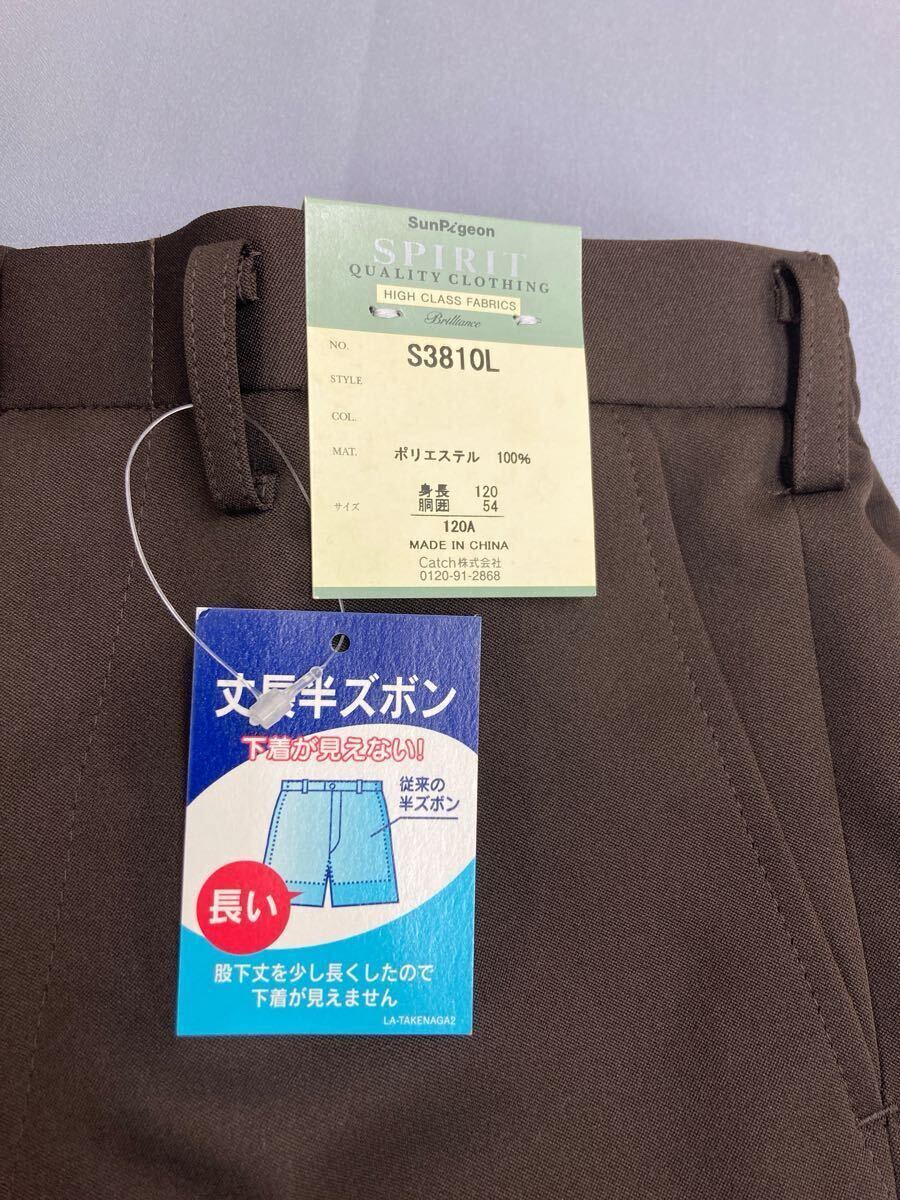 SunPigeon
SPIRIT
QUALITY CLOTHING
HIGH CLASS FABRICS
Brilliance
NO. S3810L
STYLE
COL.
MAT. ポリエステル 100%
サイズ 身長 120
胴囲 54
120A
MADE IN CHINA
Catch株式会社
0120-91-2868
丈長半ズボン
下着が見えない!
従来の
半ズボン
長い
股下丈を少し長くしたので
下着が見えません
LA-TAKENAGA2